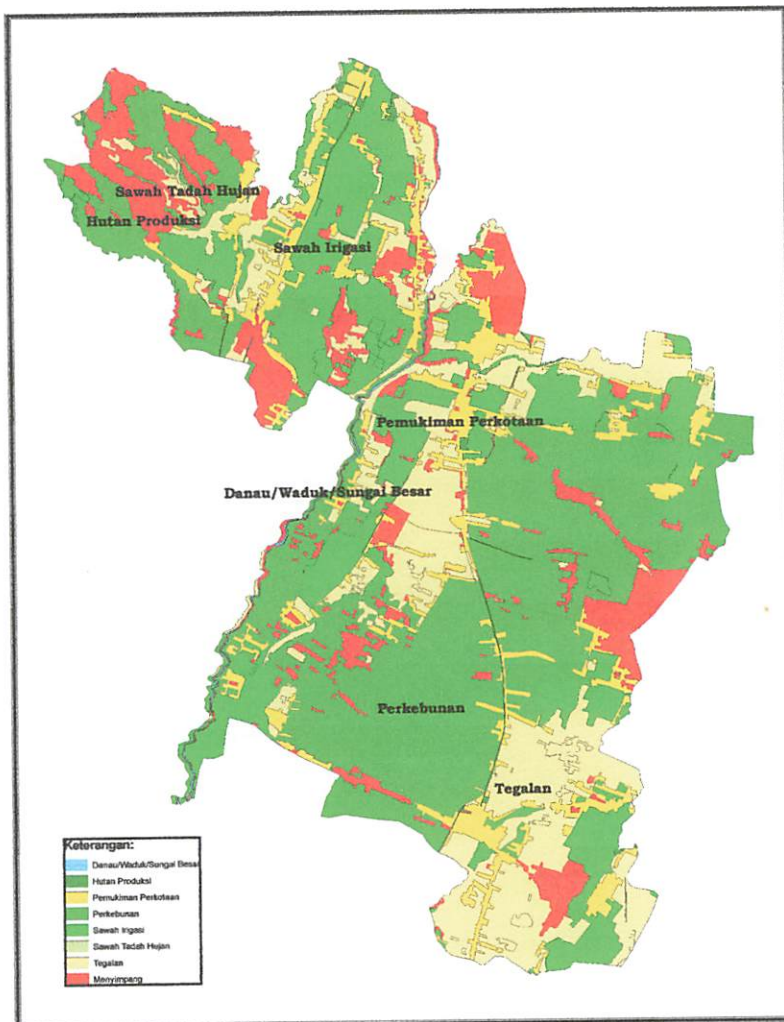 Sawah Tadah Hujan
Hutan Produksi
Sawah Irigasi
Pemukiman Perkotaan
Danau/Waduk/Sungai Besar
Perkebunan
Tegalan
Keterangan:
Danau/Waduk/Sungai Besar
Hutan Produksi
Pemukiman Perkotaan
Perkebunan
Sawah Irigasi
Sawah Tadah Hujan
Tegalan
Menyimpang